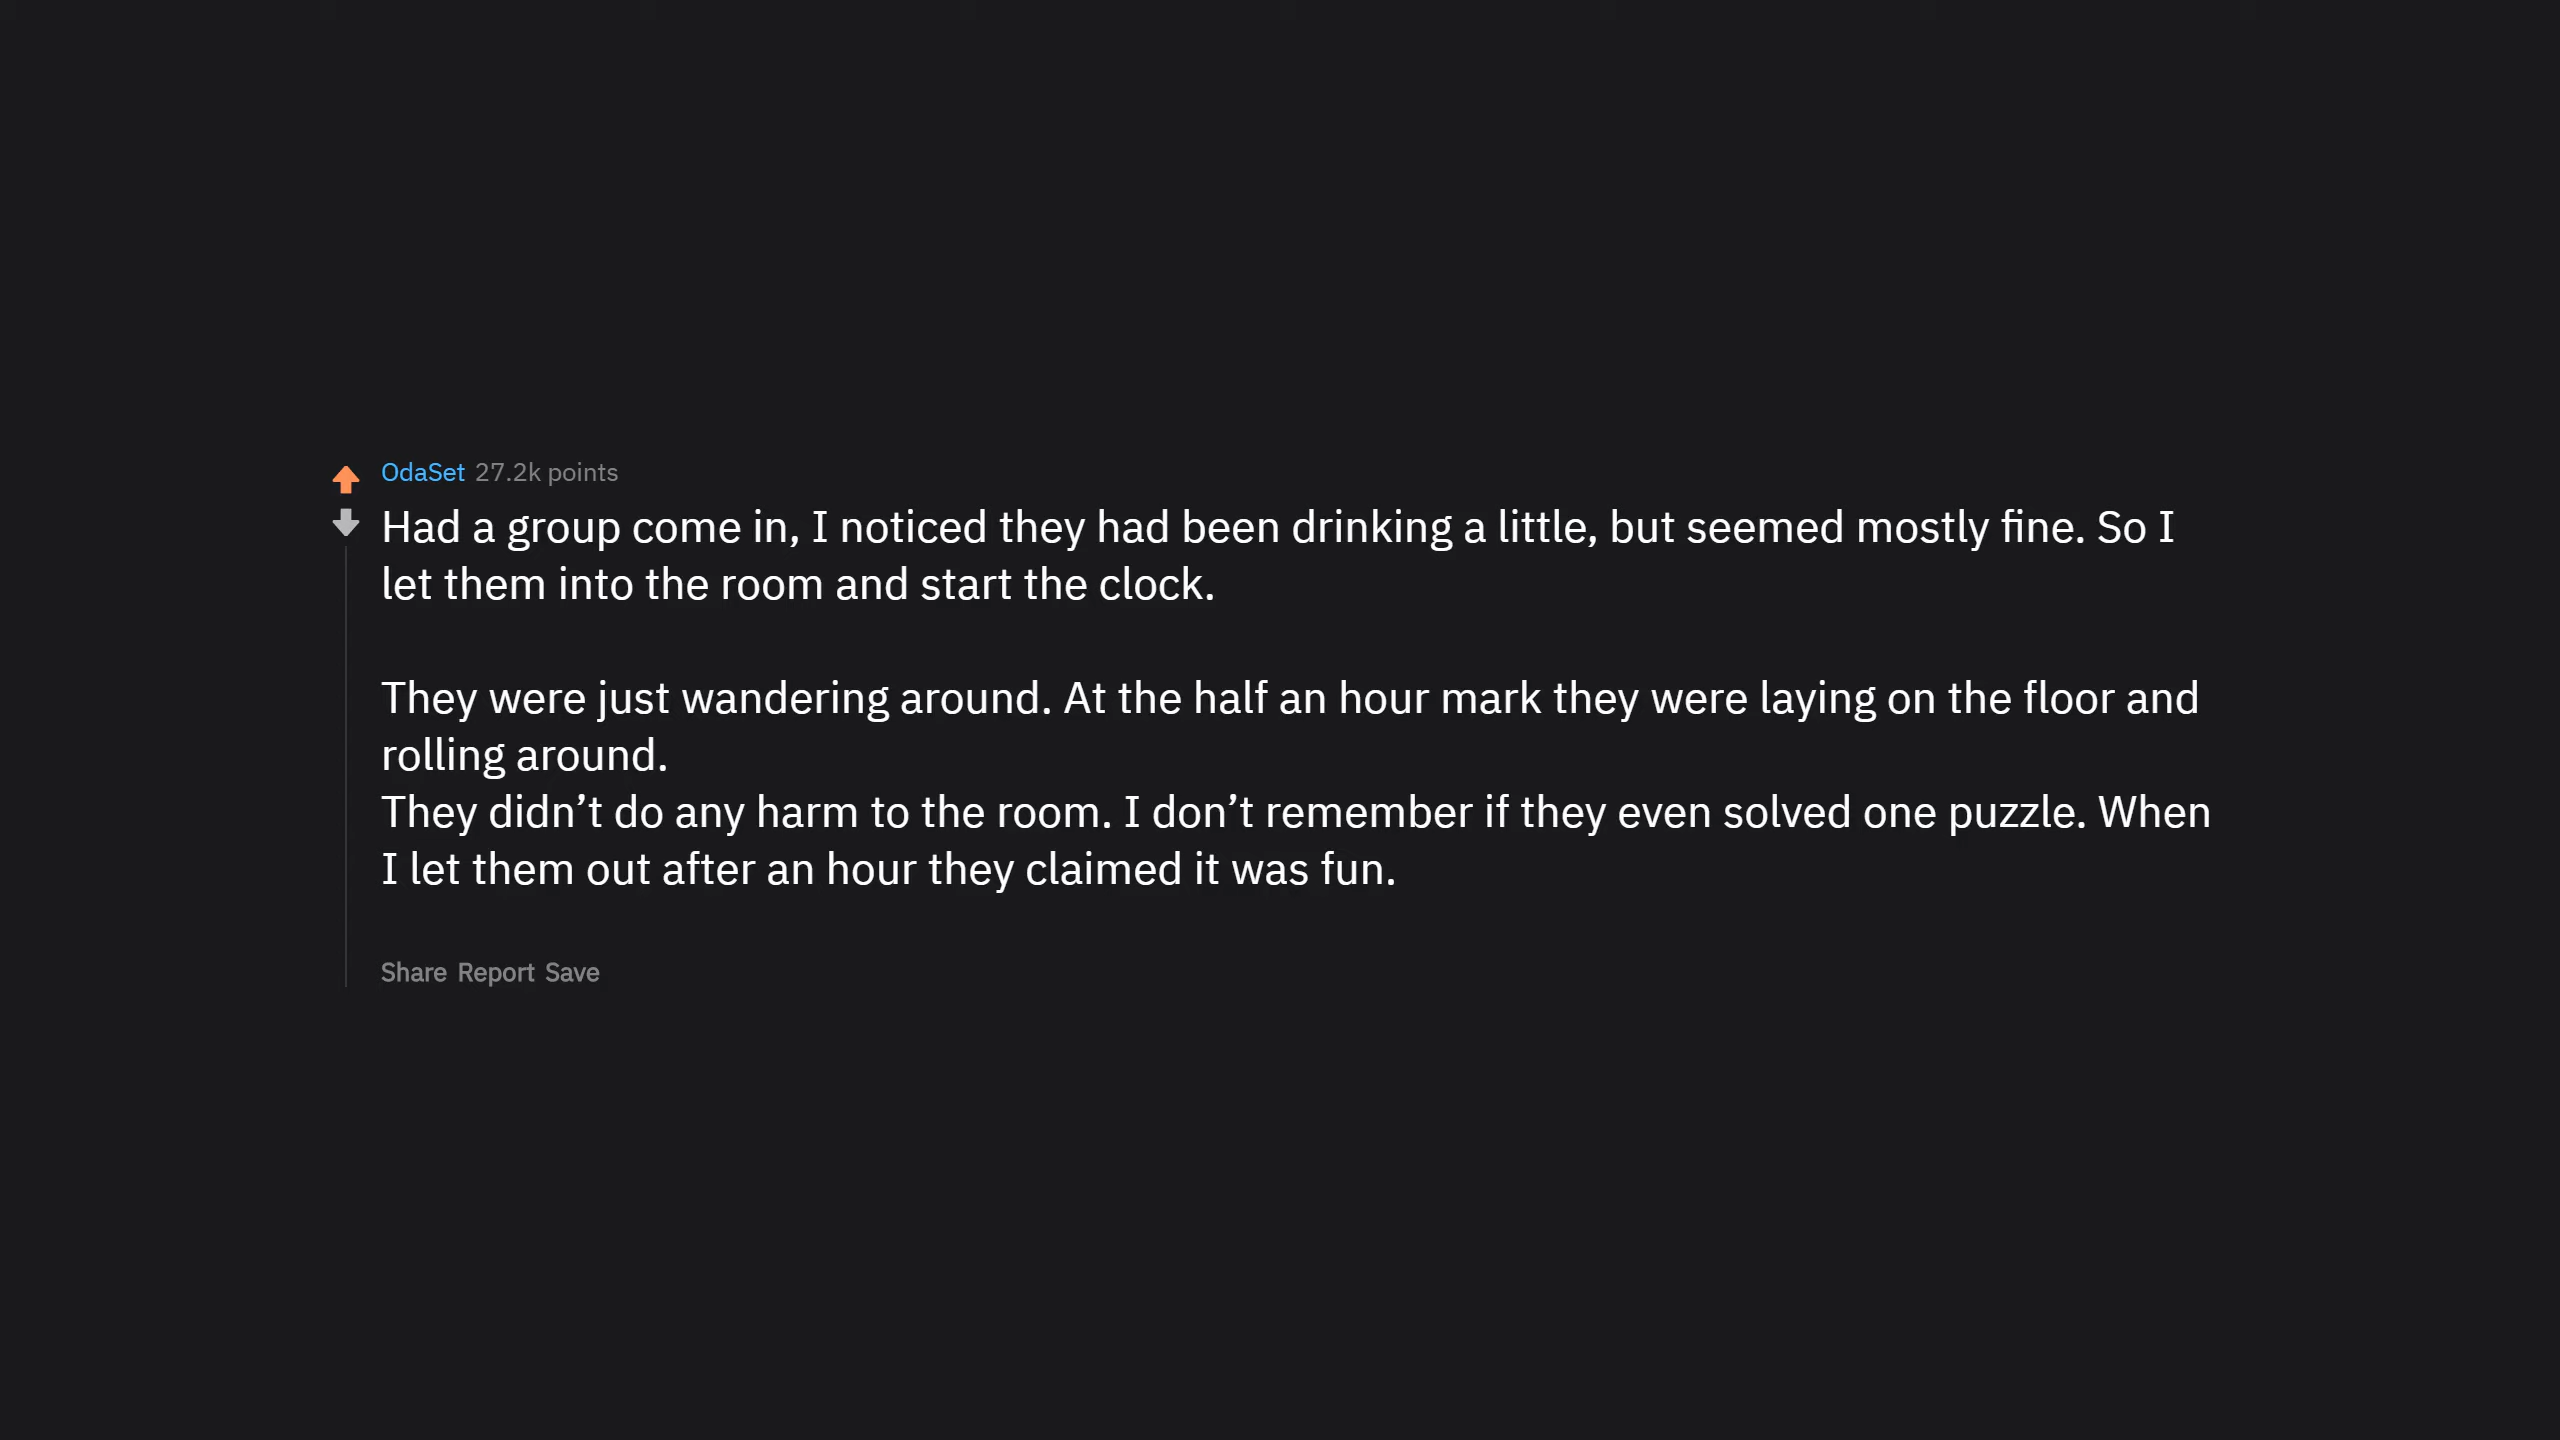 OdaSet 27.2k points
Had a group come in, I noticed they had been drinking a little, but seemed mostly fine. So I
let them into the room and start the clock.
They were just wandering around. At the half an hour mark they were laying on the floor and
rolling around.
They didn’t do any harm to the room. I don’t remember if they even solved one puzzle. When
I let them out after an hour they claimed it was fun.
Share Report Save